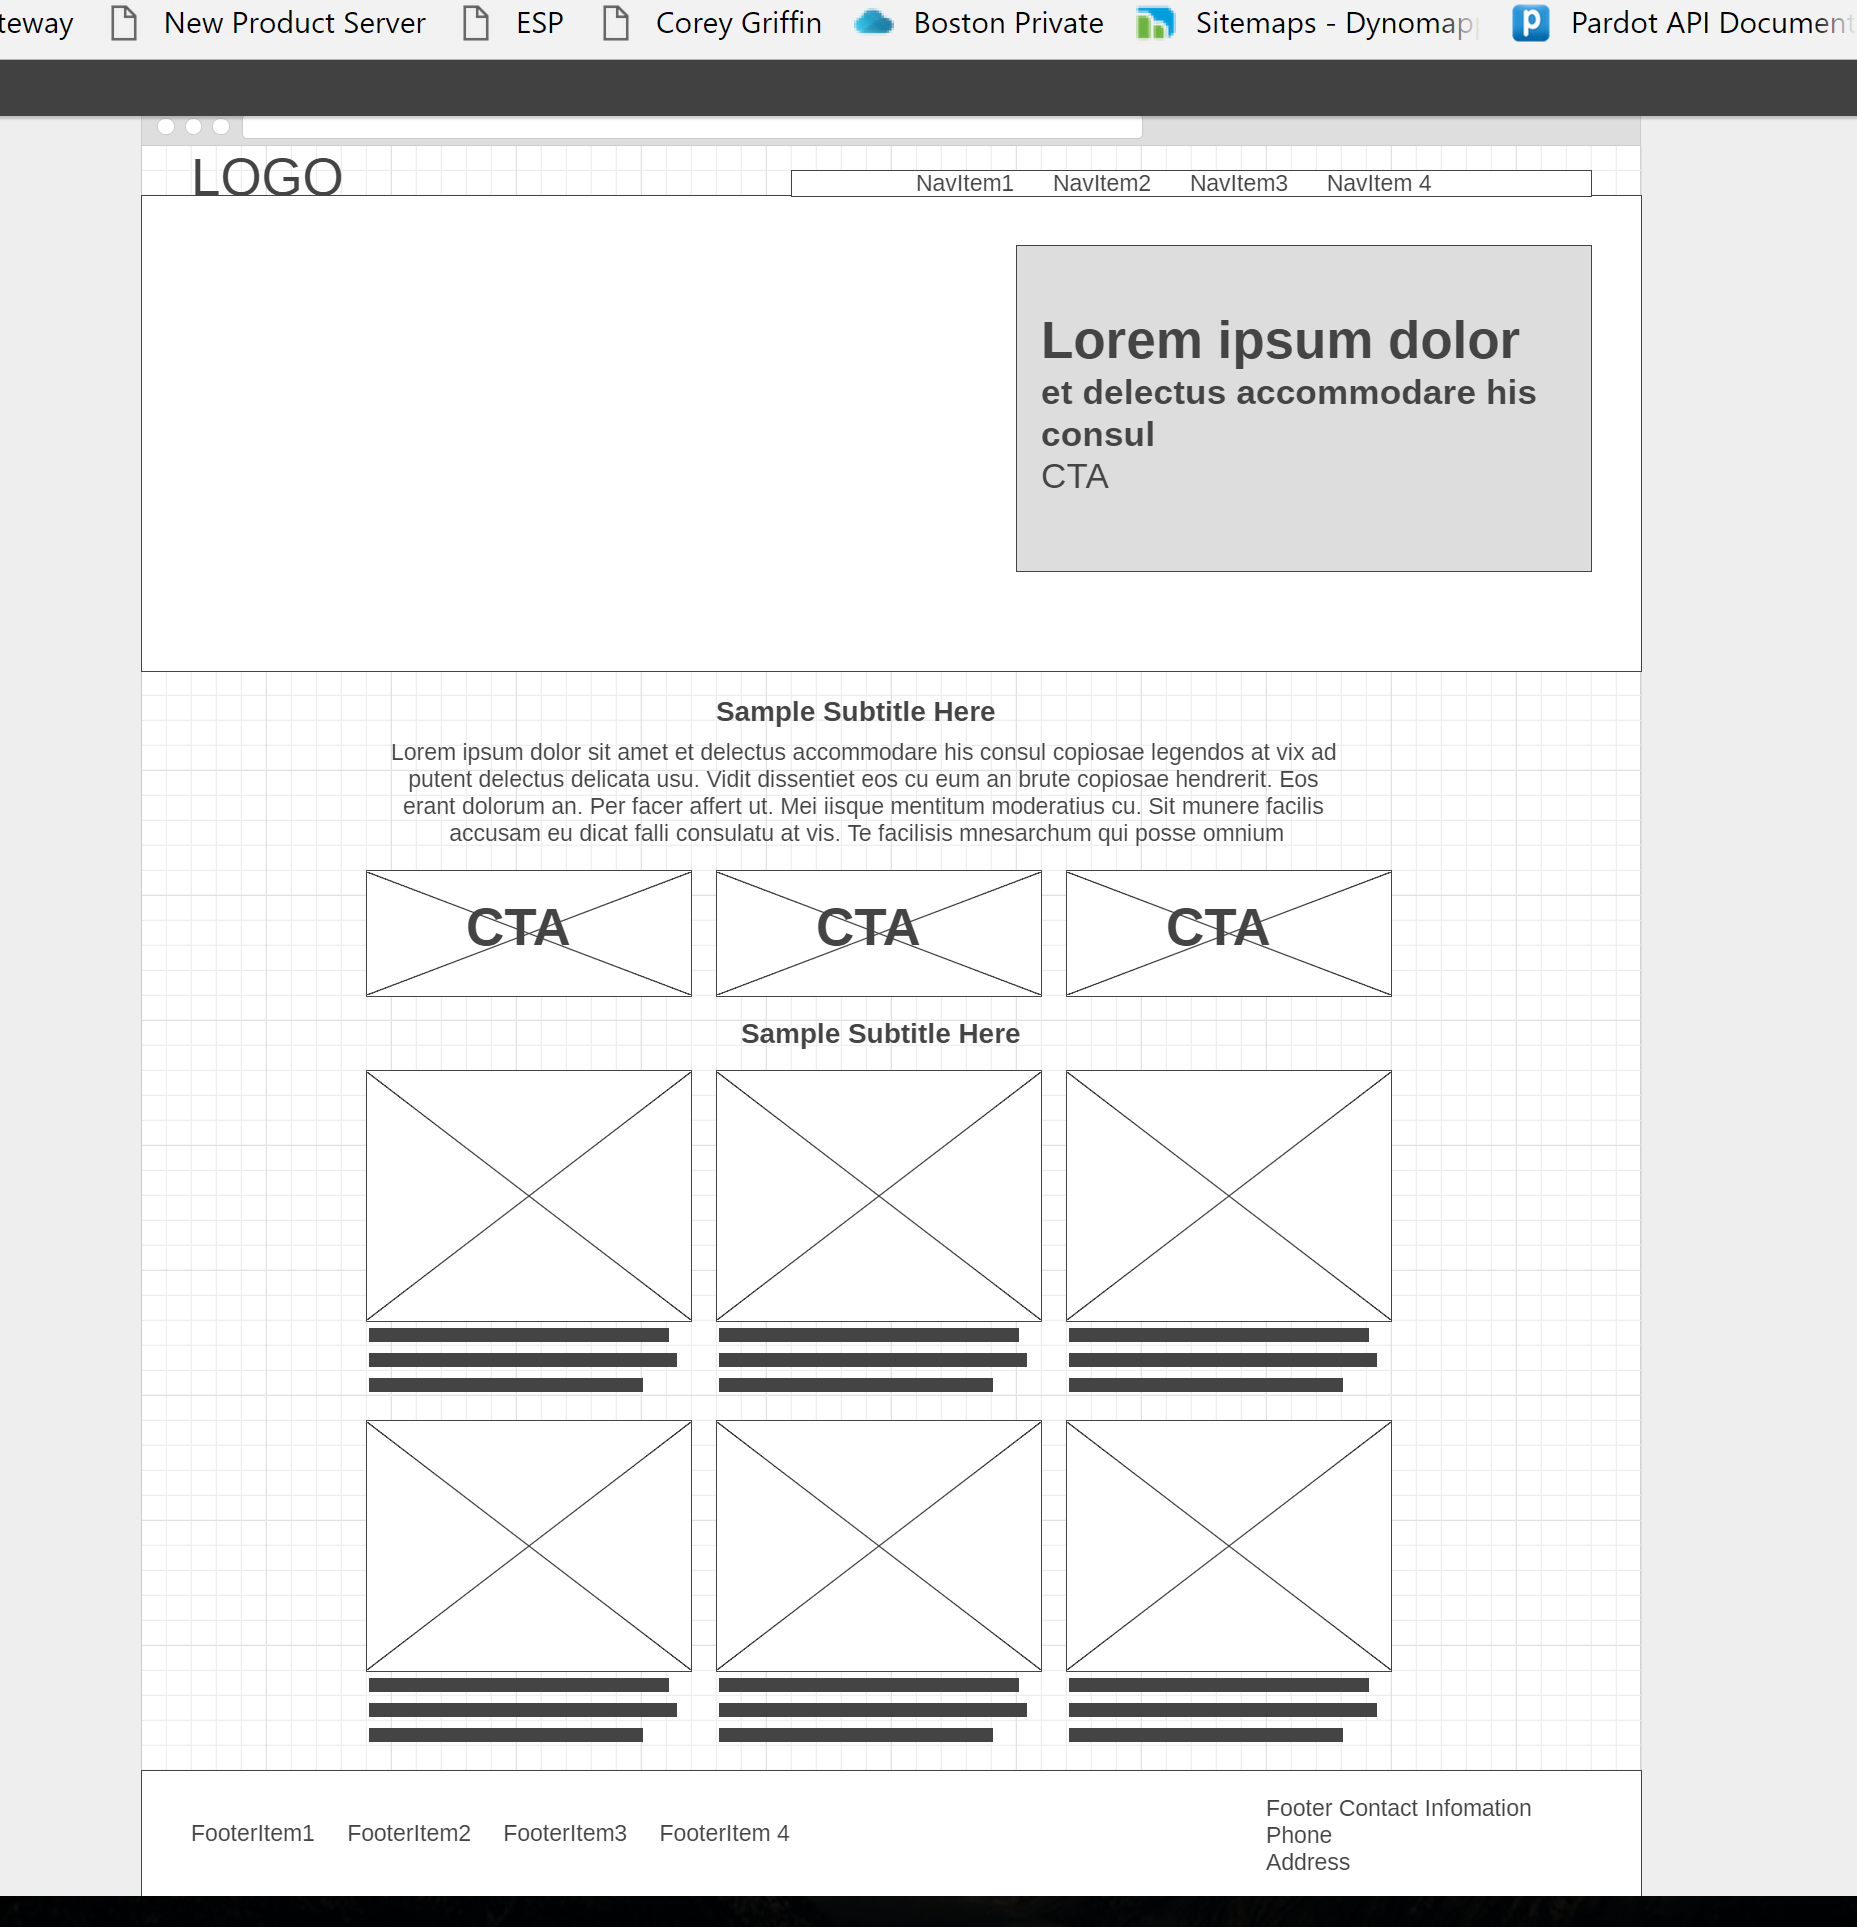 teway New Product Server ESP Corey Griffin Boston Private Sitemaps - Dynomap Pardot API Document
LOGO
NavItem1 NavItem2 NavItem3 NavItem 4
Lorem ipsum dolor
et delectus accommodare his
consul
CTA
Sample Subtitle Here
Lorem ipsum dolor sit amet et delectus accommodare his consul copiosae legendos at vix ad
putent delectus delicata usu. Vidit dissentiet eos cu eum an brute copiosae hendrerit. Eos
erant dolorum an. Per facer affert ut. Mei iisque mentitum moderatius cu. Sit munere facilis
accusam eu dicat falli consulatu at vis. Te facilisis mnesarchum qui posse omnium
CTA CTA CTA
Sample Subtitle Here
FooterItem1 FooterItem2 FooterItem3 FooterItem 4
Footer Contact Infomation
Phone
Address